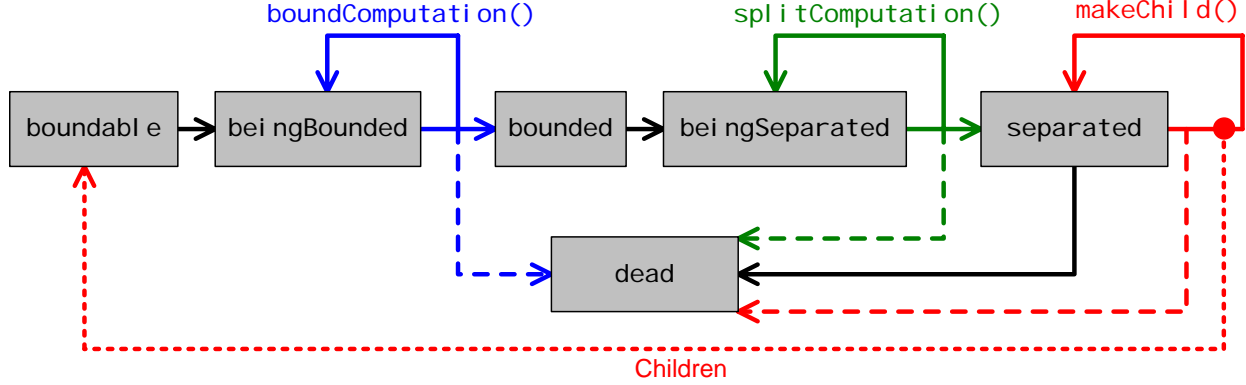 boundComputation()
splitComputation()
makeChild()
boundable
beingBounded
bounded
beingSeparated
separated
dead
Children